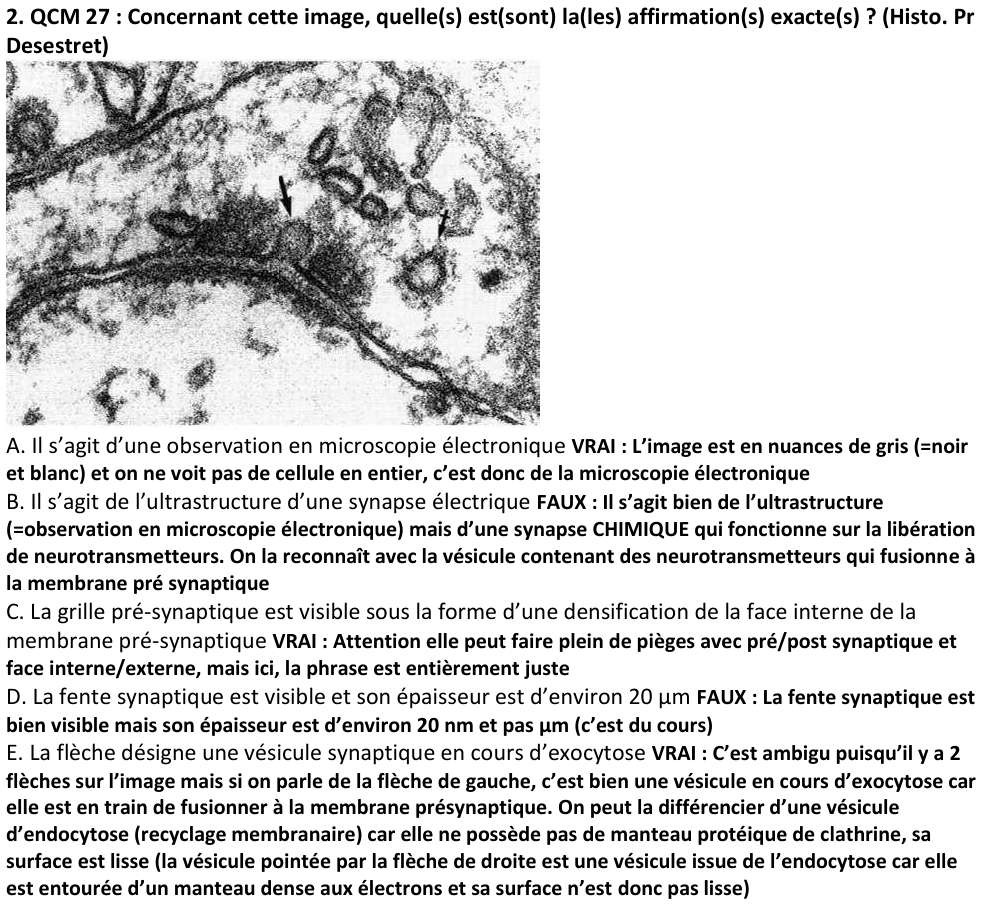 2. QCM 27 : Concernant cette image, quelle(s) est(sont) la(les) affirmation(s) exacte(s) ? (Histo. Pr
Desestret)
A. Il s’agit d’une observation en microscopie électronique VRAI : L’image est en nuances de gris (=noir
et blanc) et on ne voit pas de cellule en entier, c’est donc de la microscopie électronique
B. Il s’agit de l’ultrastructure d’une synapse électrique FAUX : Il s’agit bien de l’ultrastructure
(=observation en microscopie électronique) mais d’une synapse CHIMIQUE qui fonctionne sur la libération
de neurotransmetteurs. On la reconnaît avec la vésicule contenant des neurotransmetteurs qui fusionne à
la membrane pré synaptique
C. La grille pré-synaptique est visible sous la forme d’une densification de la face interne de la
membrane pré-synaptique VRAI : Attention elle peut faire plein de pièges avec pré/post synaptique et
face interne/externe, mais ici, la phrase est entièrement juste
D. La fente synaptique est visible et son épaisseur est d’environ 20 µm FAUX : La fente synaptique est
bien visible mais son épaisseur est d’environ 20 nm et pas µm (c’est du cours)
E. La flèche désigne une vésicule synaptique en cours d’exocytose VRAI : C’est ambigu puisqu’il y a 2
flèches sur l’image mais si on parle de la flèche de gauche, c’est bien une vésicule en cours d’exocytose car
elle est en train de fusionner à la membrane présynaptique. On peut la différencier d’une vésicule
d’endocytose (recyclage membranaire) car elle ne possède pas de manteau protéique de clathrine, sa
surface est lisse (la vésicule pointée par la flèche de droite est une vésicule issue de l’endocytose car elle
est entourée d’un manteau dense aux électrons et sa surface n’est donc pas lisse)